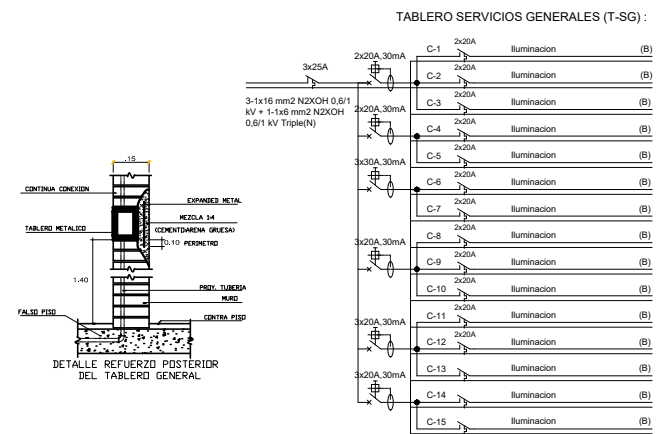 TABLERO SERVICIOS GENERALES (T-SG) :
3x25A
3-1x16 mm2 N2XOH 0,6/1
kV + 1-1x6 mm2 N2XOH
0,6/1 kV Triple(N)
2x20A,30mA
C-1 2x20A Iluminacion (B)
C-2 2x20A Iluminacion (B)
C-3 2x20A Iluminacion (B)
2x20A,30mA
C-4 2x20A Iluminacion (B)
C-5 2x20A Iluminacion (B)
3x30A,30mA
C-6 2x20A Iluminacion (B)
C-7 2x20A Iluminacion (B)
3x20A,30mA
C-8 2x20A Iluminacion (B)
C-9 2x20A Iluminacion (B)
C-10 2x20A Iluminacion (B)
3x20A,30mA
C-11 2x20A Iluminacion (B)
C-12 2x20A Iluminacion (B)
C-13 Iluminacion (B)
3x20A,30mA
C-14 Iluminacion (B)
C-15 Iluminacion (B)
.15
CONTINUA CONEXION
EXPANDED METAL
MEZCLA 1:4
(CEMENTO:ARENA GRUESA)
TABLERO METALICO
0.10 PERIMETRO
1.40
PROY. TUBERIA
MURO
FALSO PISO
CONTRA PISO
DETALLE REFUERZO POSTERIOR
DEL TABLERO GENERAL